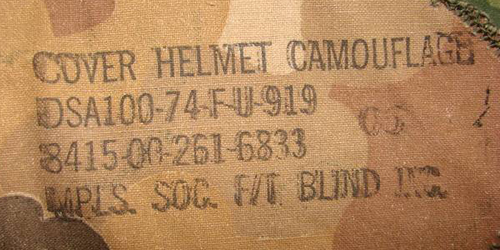 COVER HELMET CAMOUFLAGE
DSA100-74-F-U-919
8415-00-261-6833
MPLS. SOC. F/T BLIND INC.